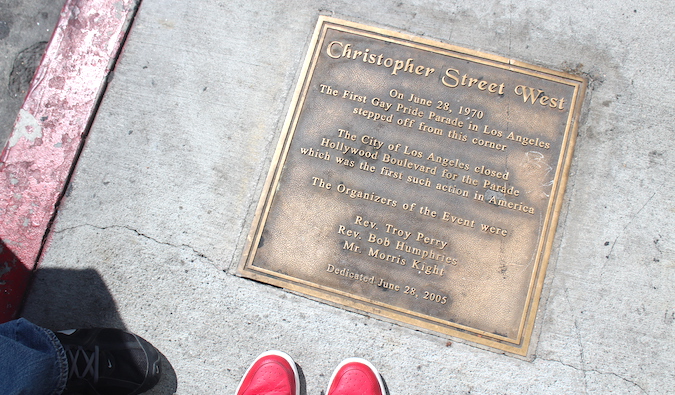 Christopher Street West
On June 28, 1970
The First Gay Pride Parade in Los Angeles
stepped off from this corner
The City of Los Angeles closed
Hollywood Boulevard for the Parade
which was the first such action in America
The Organizers of the Event were
Rev. Troy Perry
Rev. Bob Humphries
Mr. Morris Kight
Dedicated June 28, 2005